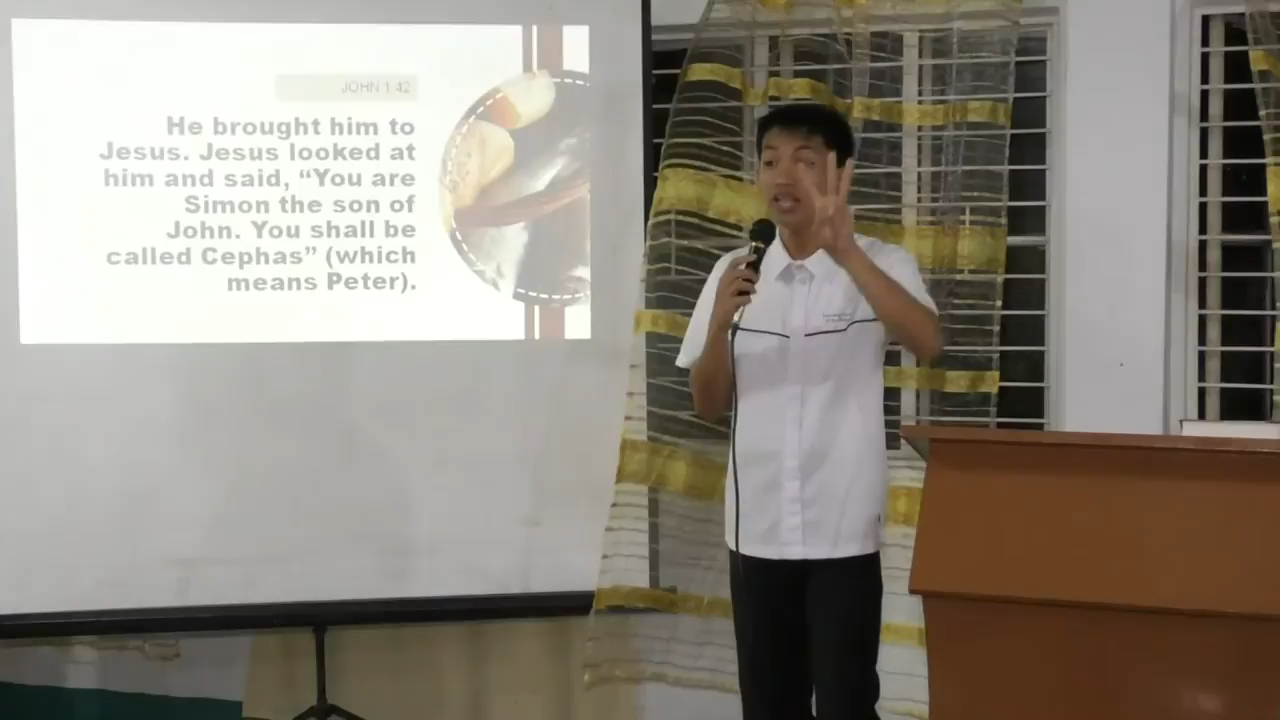 JOHN 1:42
He brought him to
Jesus. Jesus looked at
him and said, “You are
Simon the son of
John. You shall be
called Cephas” (which
means Peter).